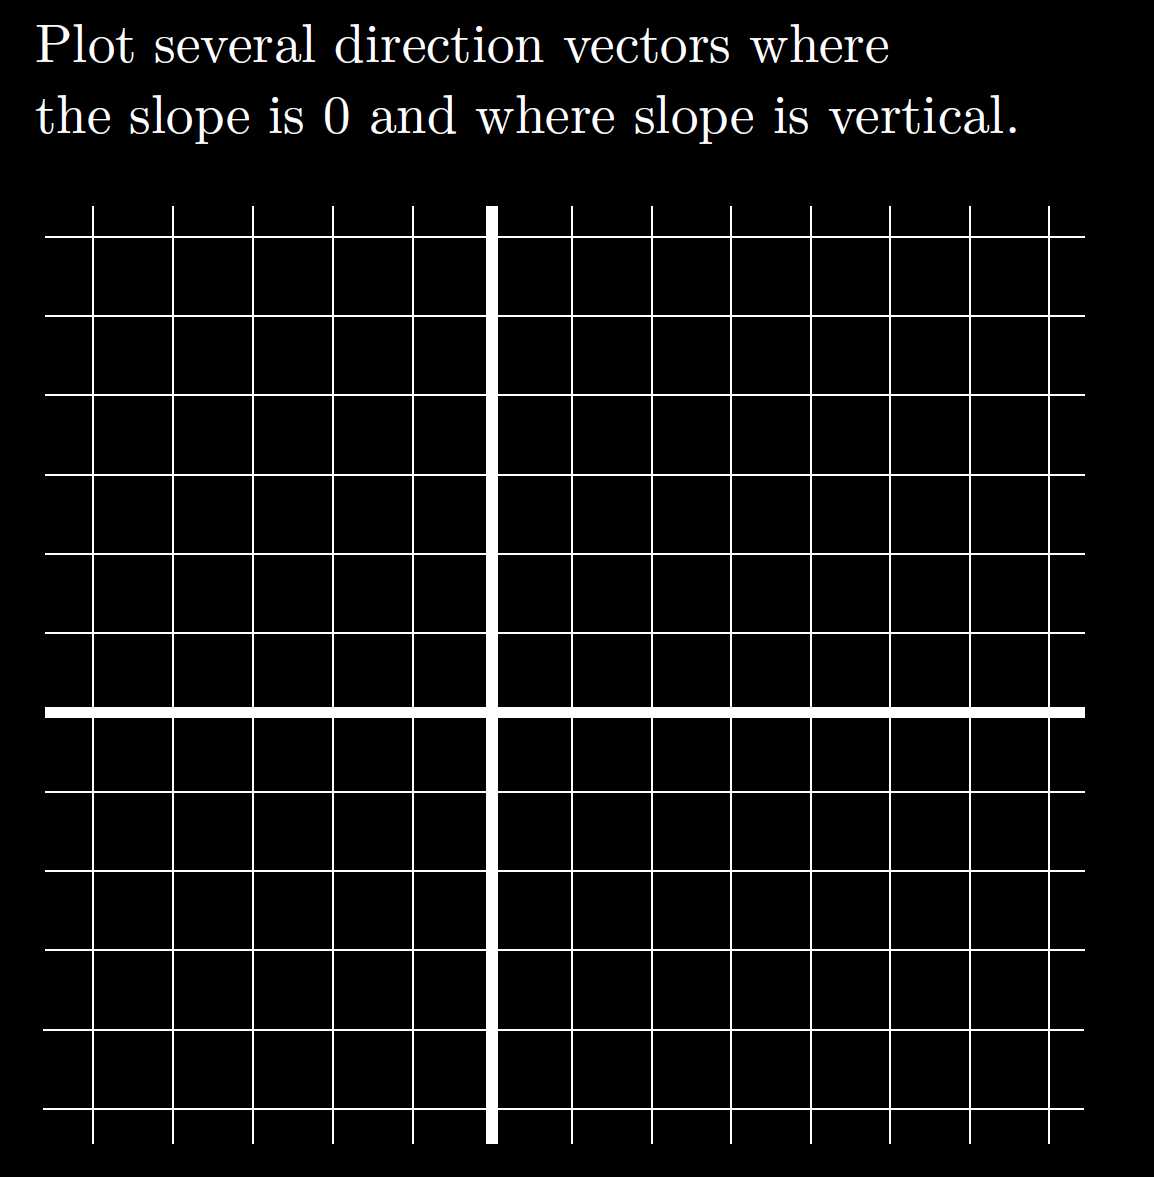 Plot several direction vectors where
the slope is 0 and where slope is vertical.